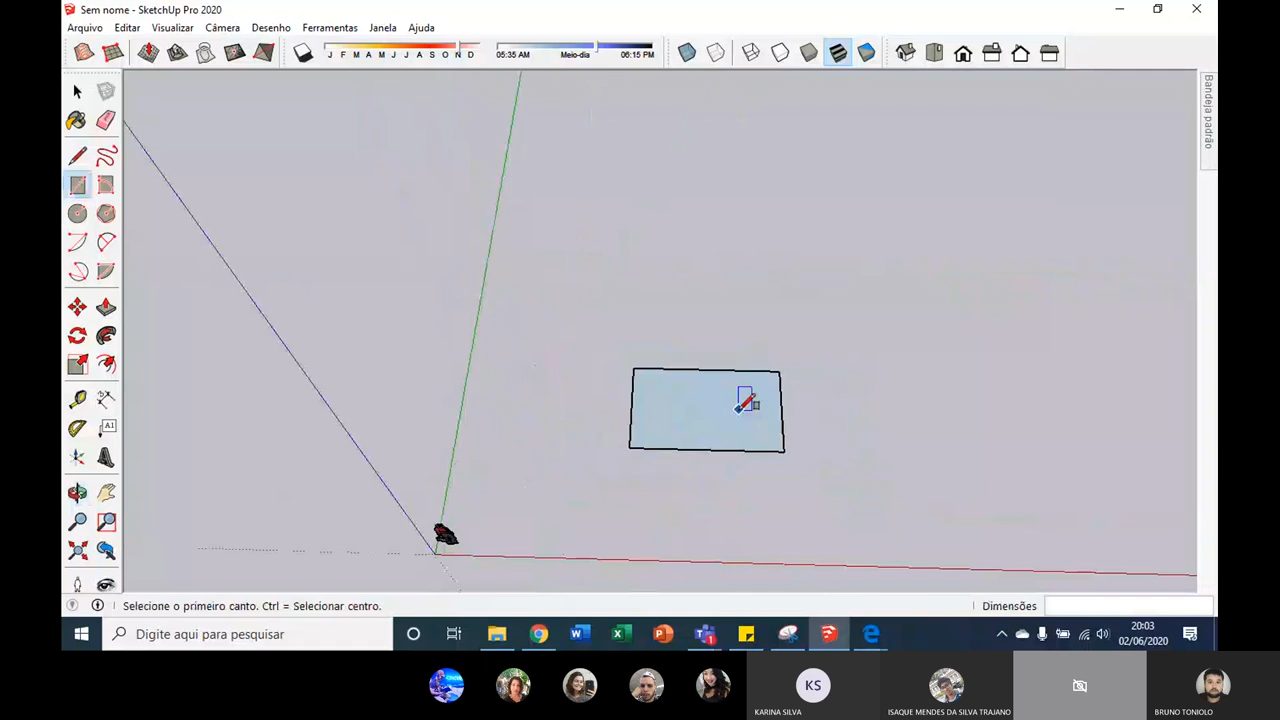 Sem nome - SketchUp Pro 2020
Arquivo Editar Visualizar Câmera Desenho Ferramentas Janela Ajuda
J F M A M J J A S O N D 05:35 AM Meio-dia 06:15 PM
Bandeja padrão
A1
Selecione o primeiro canto. Ctrl = Selecionar centro. Dimensões
Digite aqui para pesquisar
20:03
02/06/2020
KS
KARINA SILVA ISAQUE MENDES DA SILVA TRAJANO BRUNO TONIOLO